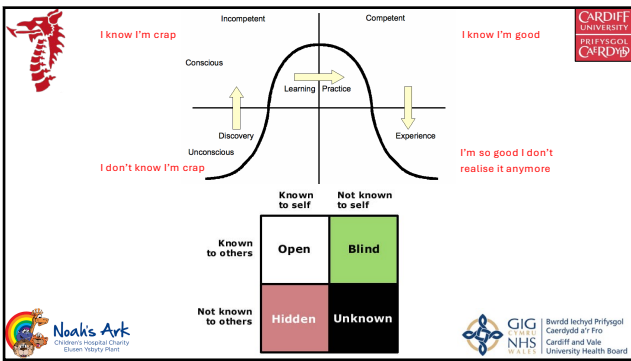 Incompetent
Competent
CARDIFF
UNIVERSITY
PRIFYSGOL
CAERDYDD
I know I'm crap
I know I'm good
Conscious
Learning
Practice
Discovery
Experience
Unconscious
I don't know I'm crap
I'm so good I don't
realise it anymore
Known
to self
Not known
to self
Known
to others
Open
Blind
Not known
to others
Hidden
Unknown
Noah's Ark
Children's Hospital Charity
Elusen Ysbyty Plant
GIG
CYMRU
NHS
WALES
Bwrdd Iechyd Prifysgol
Caerdydd a'r Fro
Cardiff and Vale
University Health Board